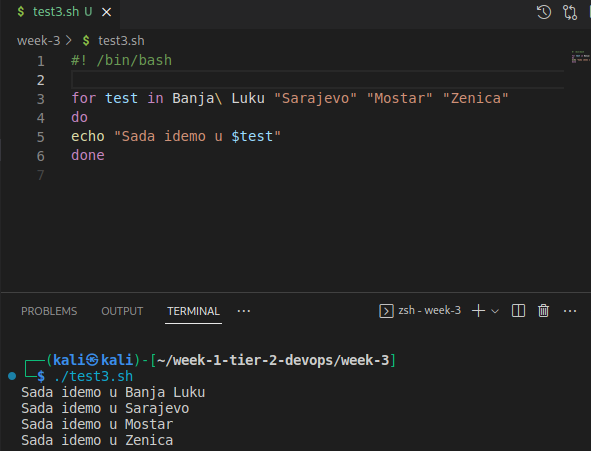 $ test3.sh U
week-3 > $ test3.sh
1 #! /bin/bash
2
3 for test in Banja\ Luku "Sarajevo" "Mostar" "Zenica"
4 do
5 echo "Sada idemo u $test"
6 done
7
PROBLEMS OUTPUT TERMINAL ··· zsh - week-3
┌──(kali㉿kali)-[~/week-1-tier-2-devops/week-3]
└─$ ./test3.sh
Sada idemo u Banja Luku
Sada idemo u Sarajevo
Sada idemo u Mostar
Sada idemo u Zenica